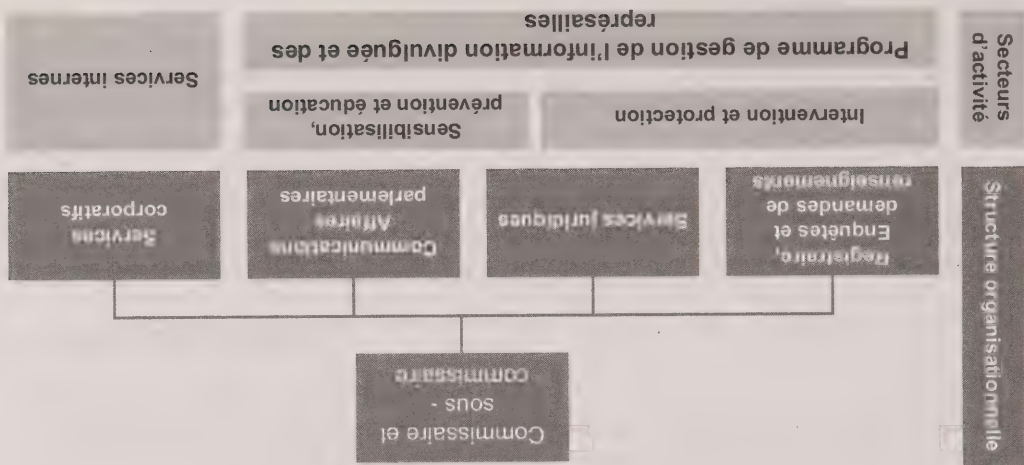 Structure organisationnelle
Commissaire et
sous -
commissaire
Registraire,
Enquêtes et
demandes de
renseignements
Services juridiques
Communications
Affaires
parlementaires
Services
corporatifs
Secteurs
d'activité
Intervention et protection
Sensibilisation,
prévention et éducation
Services internes
Programme de gestion de l'information divulguée et des
représailles